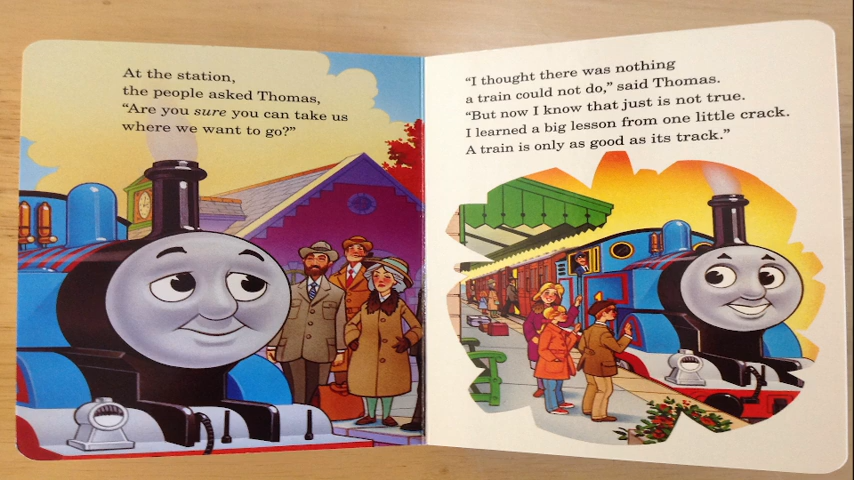 At the station,
the people asked Thomas,
“Are you sure you can take us
where we want to go?”
“I thought there was nothing
a train could not do,” said Thomas.
“But now I know that just is not true.
I learned a big lesson from one little crack.
A train is only as good as its track.”